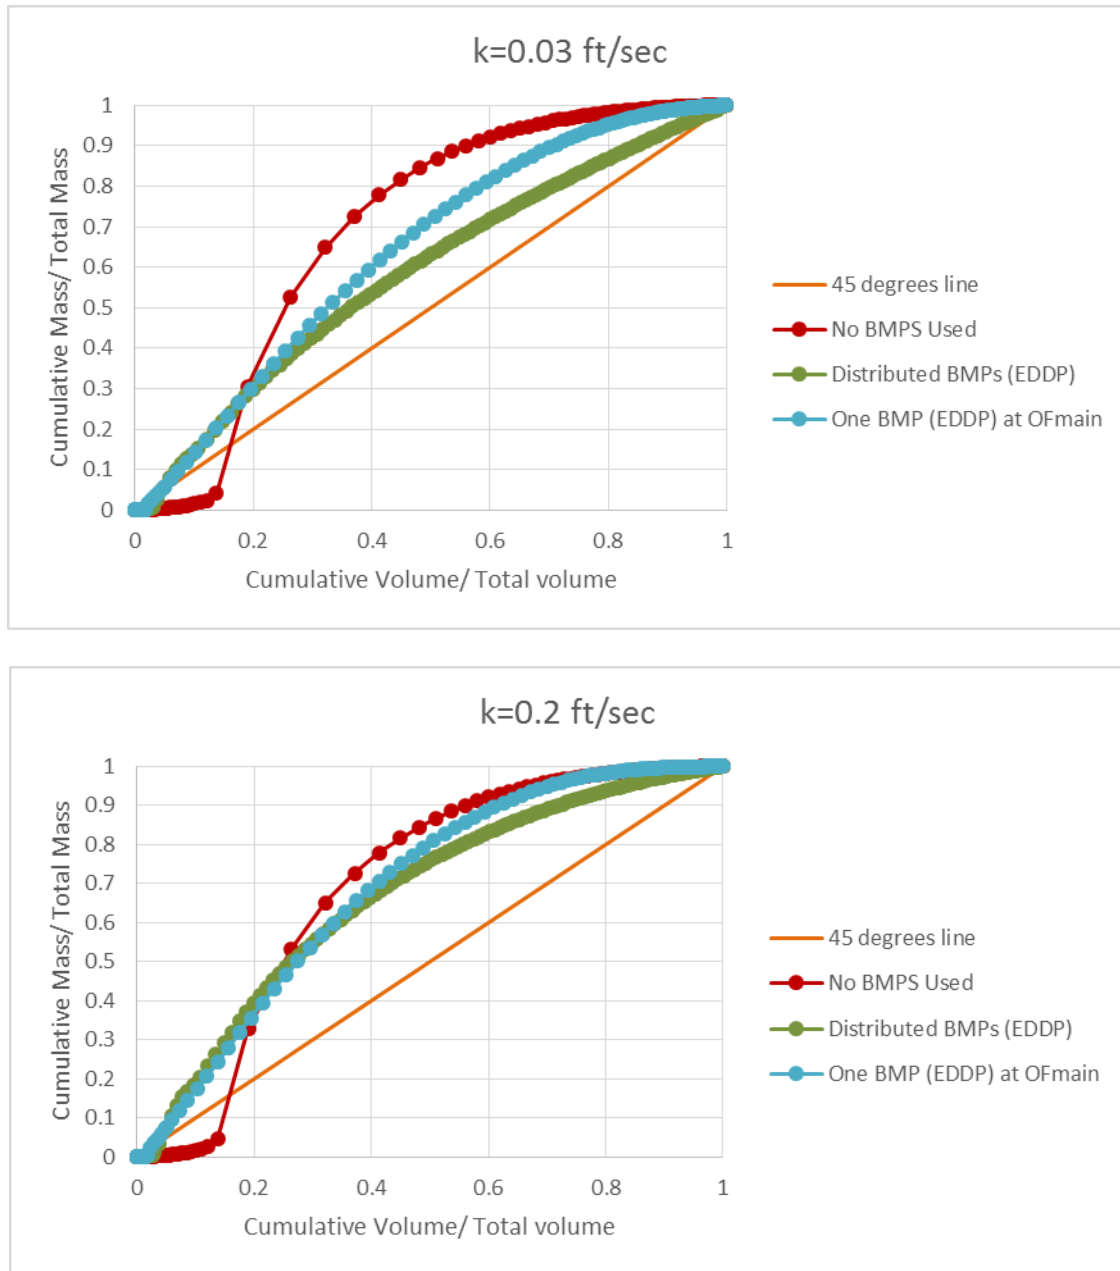 k=0.03 ft/sec
Cumulative Mass/ Total Mass
1
0.9
0.8
0.7
0.6
0.5
0.4
0.3
0.2
0.1
0
0
0.2
0.4
0.6
0.8
1
Cumulative Volume/ Total volume
45 degrees line
No BMPS Used
Distributed BMPs (EDDP)
One BMP (EDDP) at OFmain
k=0.2 ft/sec
Cumulative Mass/ Total Mass
1
0.9
0.8
0.7
0.6
0.5
0.4
0.3
0.2
0.1
0
0
0.2
0.4
0.6
0.8
1
Cumulative Volume/ Total volume
45 degrees line
No BMPS Used
Distributed BMPs (EDDP)
One BMP (EDDP) at OFmain